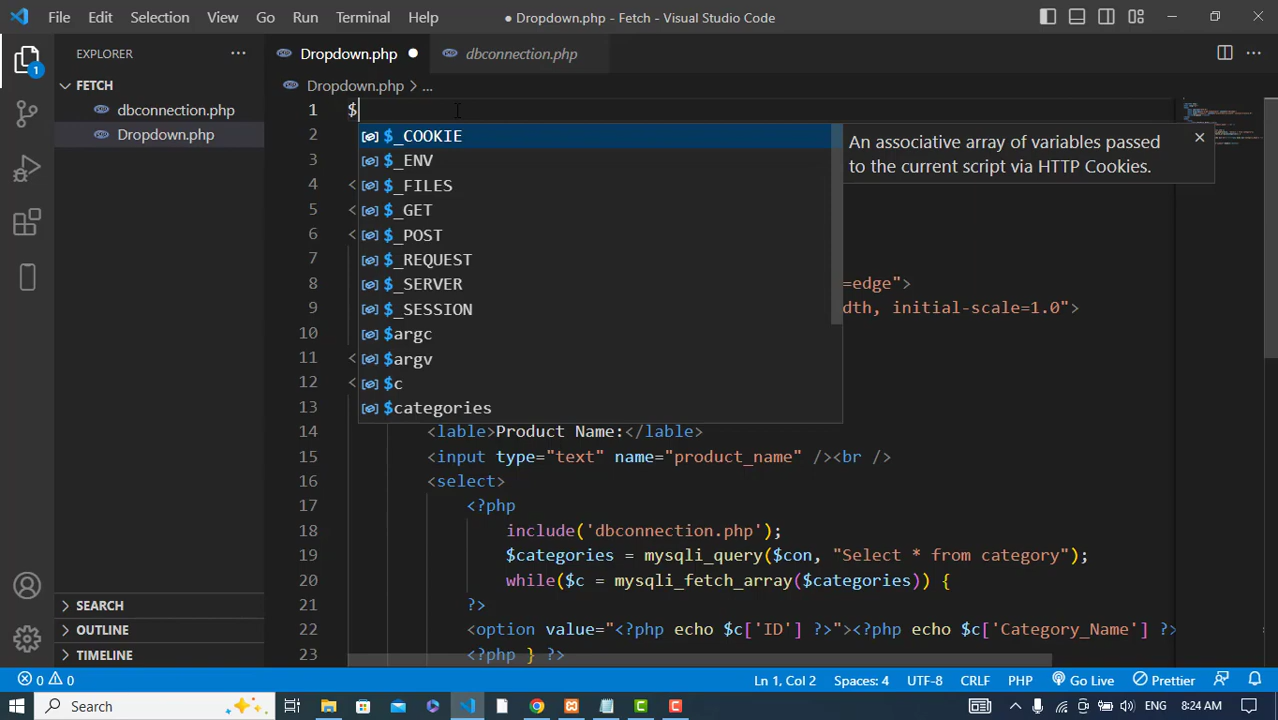 File Edit Selection View Go Run Terminal Help ● Dropdown.php - Fetch - Visual Studio Code
EXPLORER ... Dropdown.php ● dbconnection.php ...
1
FETCH
Dropdown.php > ...
dbconnection.php
Dropdown.php
1 $
2
3
4 <
5 <
6 <
7
8 =edge">
9 dth, initial-scale=1.0">
10
11 <
12 <
13
$_COOKIE
$_ENV
$_FILES
$_GET
$_POST
$_REQUEST
$_SERVER
$_SESSION
$argc
$argv
$c
$categories
An associative array of variables passed
to the current script via HTTP Cookies.
14 <lable>Product Name:</lable>
15 <input type="text" name="product_name" /><br />
16 <select>
17 <?php
18 include('dbconnection.php');
19 $categories = mysqli_query($con, "Select * from category");
20 while($c = mysqli_fetch_array($categories)) {
21 ?>
22 <option value="<?php echo $c['ID'] ?>"><?php echo $c['Category_Name'] ?>
23 <?php } ?>
SEARCH
OUTLINE
TIMELINE
0 0 Ln 1, Col 2 Spaces: 4 UTF-8 CRLF PHP Go Live Prettier
Search ENG 8:24 AM